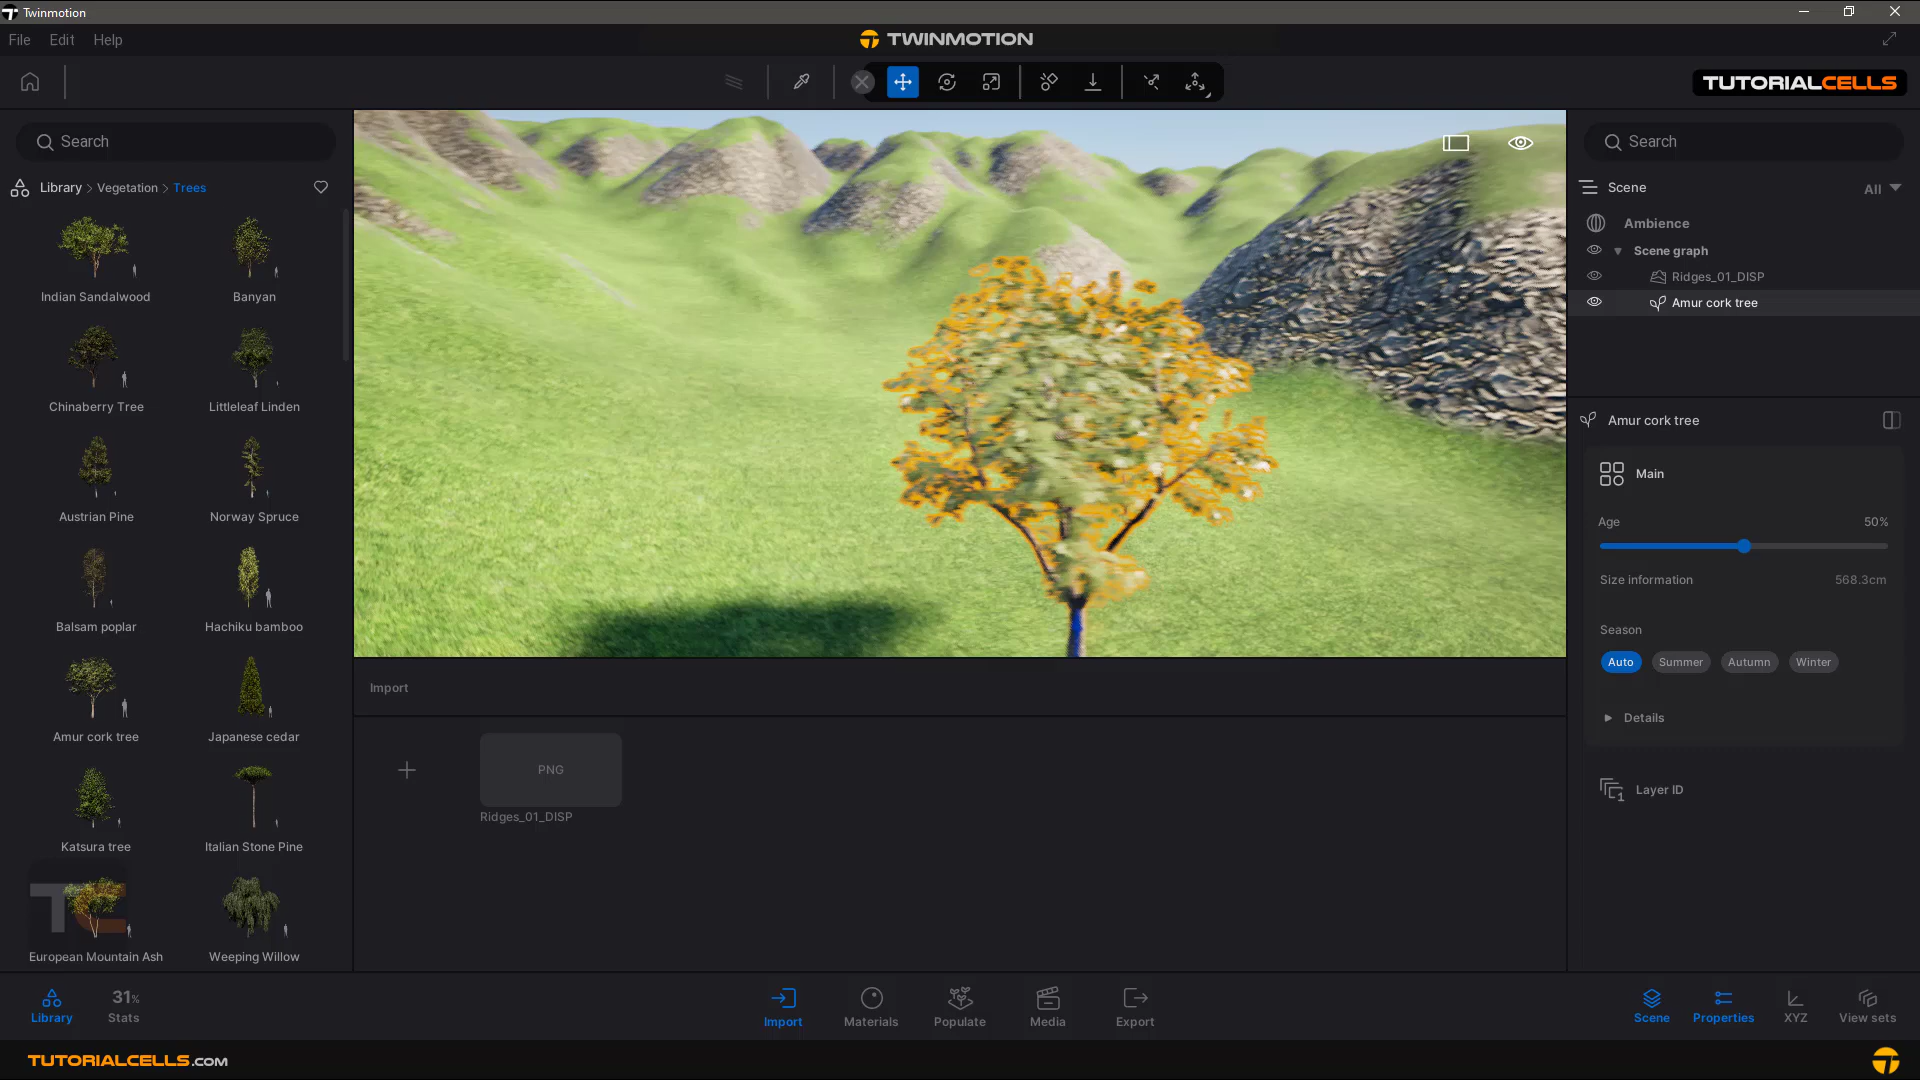 Twinmotion
File Edit Help
TWINMOTION
TUTORIALCELLS
Search
Library > Vegetation > Trees
Indian Sandalwood
Banyan
Chinaberry Tree
Littleleaf Linden
Austrian Pine
Norway Spruce
Balsam poplar
Hachiku bamboo
Amur cork tree
Japanese cedar
Katsura tree
Italian Stone Pine
TC
European Mountain Ash
Weeping Willow
Import
PNG
Ridges_01_DISP
Search
Scene
All
Ambience
Scene graph
Ridges_01_DISP
Amur cork tree
Amur cork tree
Main
Age 50%
Size information 568.3cm
Season
Auto Summer Autumn Winter
Details
1 Layer ID
Library
31%
Stats
Import
Materials
Populate
Media
Export
Scene
Properties
XYZ
View sets
TUTORIALCELLS.COM